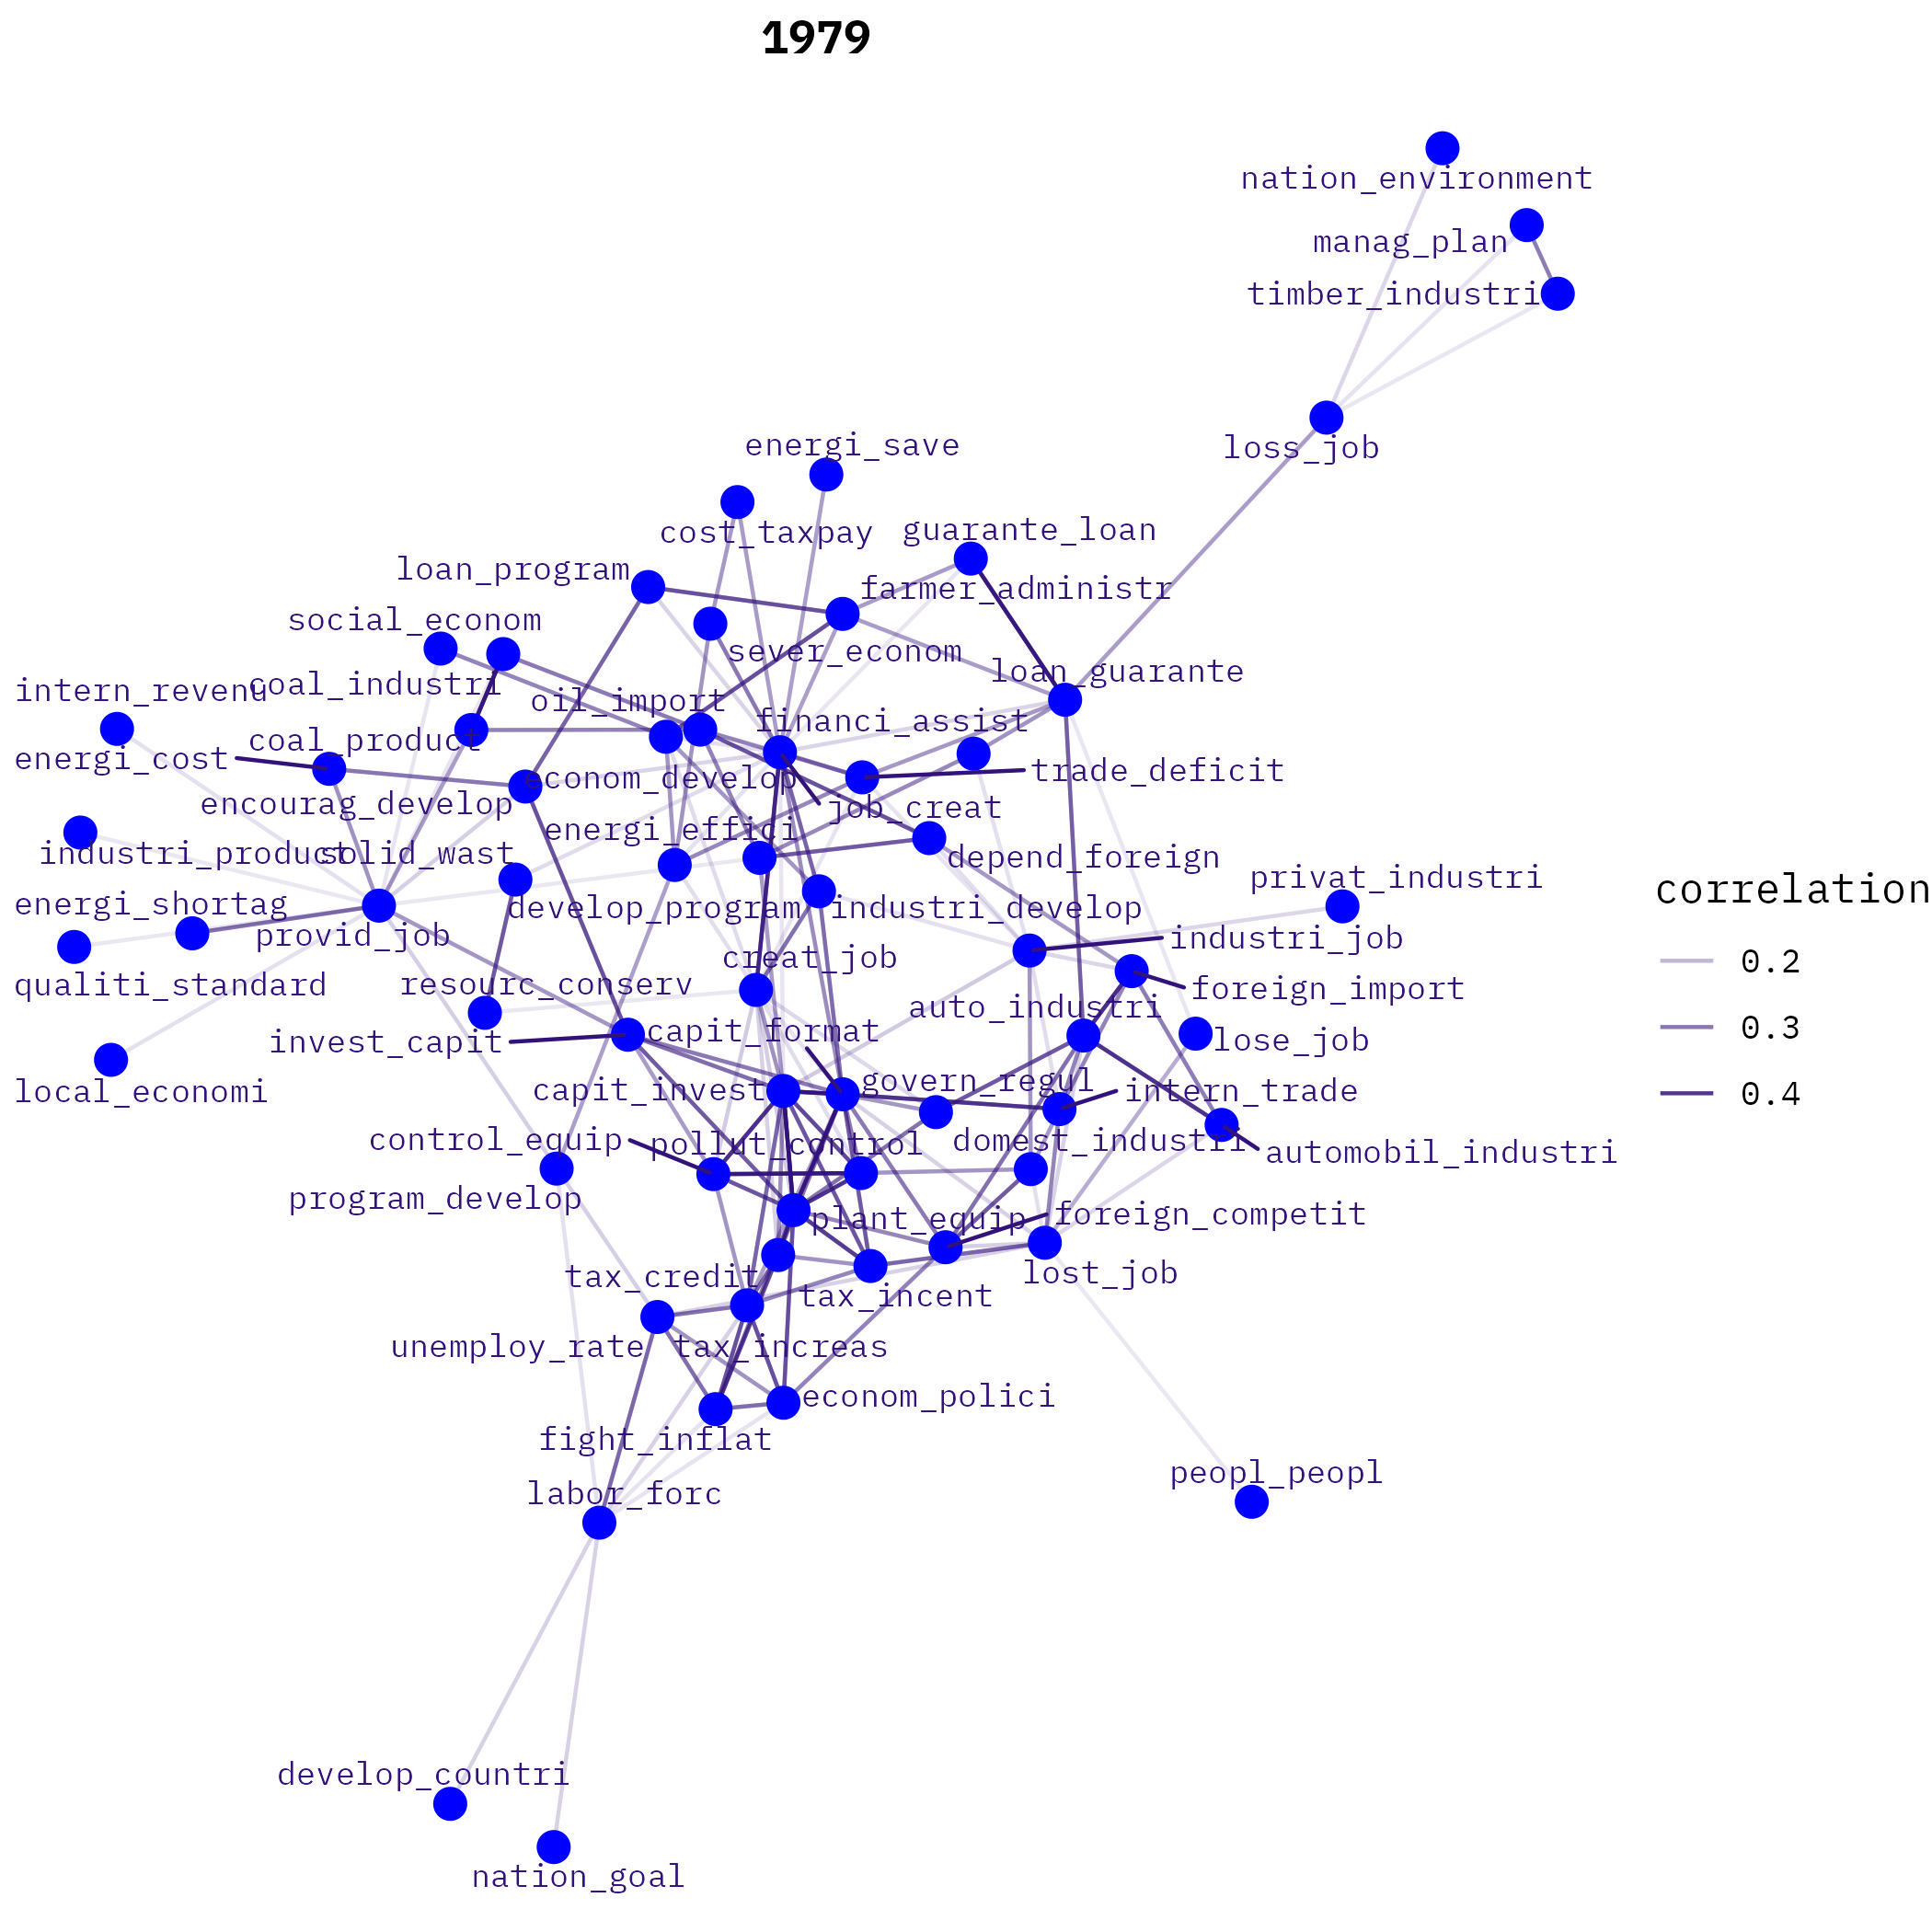 1979
nation_environment
manag_plan
timber_industri
loss_job
energi_save
cost_taxpay
guarante_loan
loan_program
farmer_administr
social_econom
sever_econom
loan_guarante
coal_industri
intern_revenu
oil_import
financi_assist
coal_product
energi_cost
econom_develop
trade_deficit
encourag_develop
job_creat
energi_effici
industri_product
solid_wast
depend_foreign
privat_industri
correlation
energi_shortag
develop_program
industri_develop
provid_job
industri_job
creat_job
0.2
qualiti_standard
resourc_conserv
foreign_import
auto_industri
0.3
invest_capit
capit_format
lose_job
local_economi
capit_invest
govern_regul
intern_trade
0.4
control_equip
pollut_control
domest_industri
automobil_industri
program_develop
plant_equip
foreign_competit
tax_credit
tax_incent
lost_job
unemploy_rate
tax_increas
econom_polici
fight_inflat
peopl_peopl
labor_forc
develop_countri
nation_goal